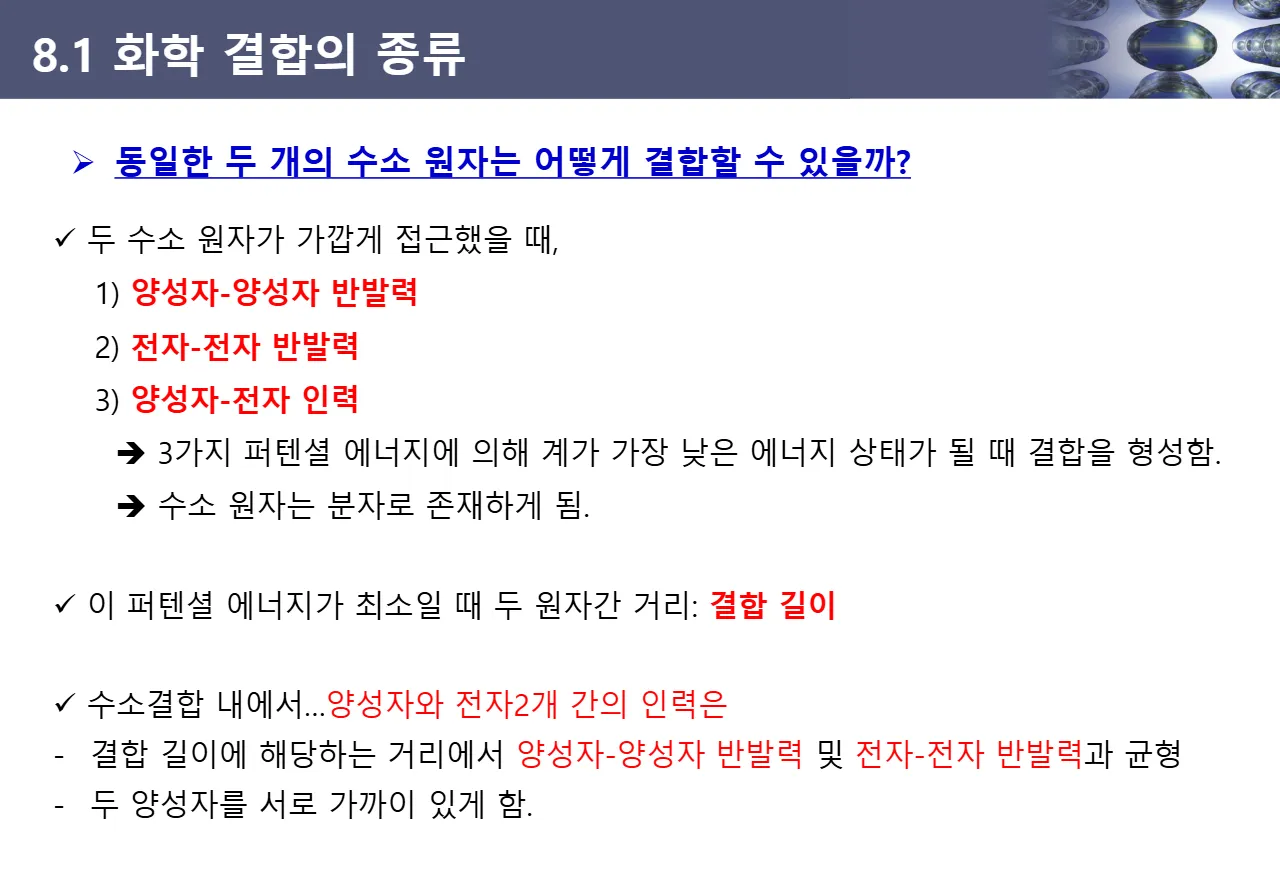 8.1 화학 결합의 종류
➢ 동일한 두 개의 수소 원자는 어떻게 결합할 수 있을까?
✓ 두 수소 원자가 가깝게 접근했을 때,
1) 양성자-양성자 반발력
2) 전자-전자 반발력
3) 양성자-전자 인력
➔ 3가지 퍼텐셜 에너지에 의해 계가 가장 낮은 에너지 상태가 될 때 결합을 형성함.
➔ 수소 원자는 분자로 존재하게 됨.
✓ 이 퍼텐셜 에너지가 최소일 때 두 원자간 거리: 결합 길이
✓ 수소결합 내에서…양성자와 전자2개 간의 인력은
- 결합 길이에 해당하는 거리에서 양성자-양성자 반발력 및 전자-전자 반발력과 균형
- 두 양성자를 서로 가까이 있게 함.